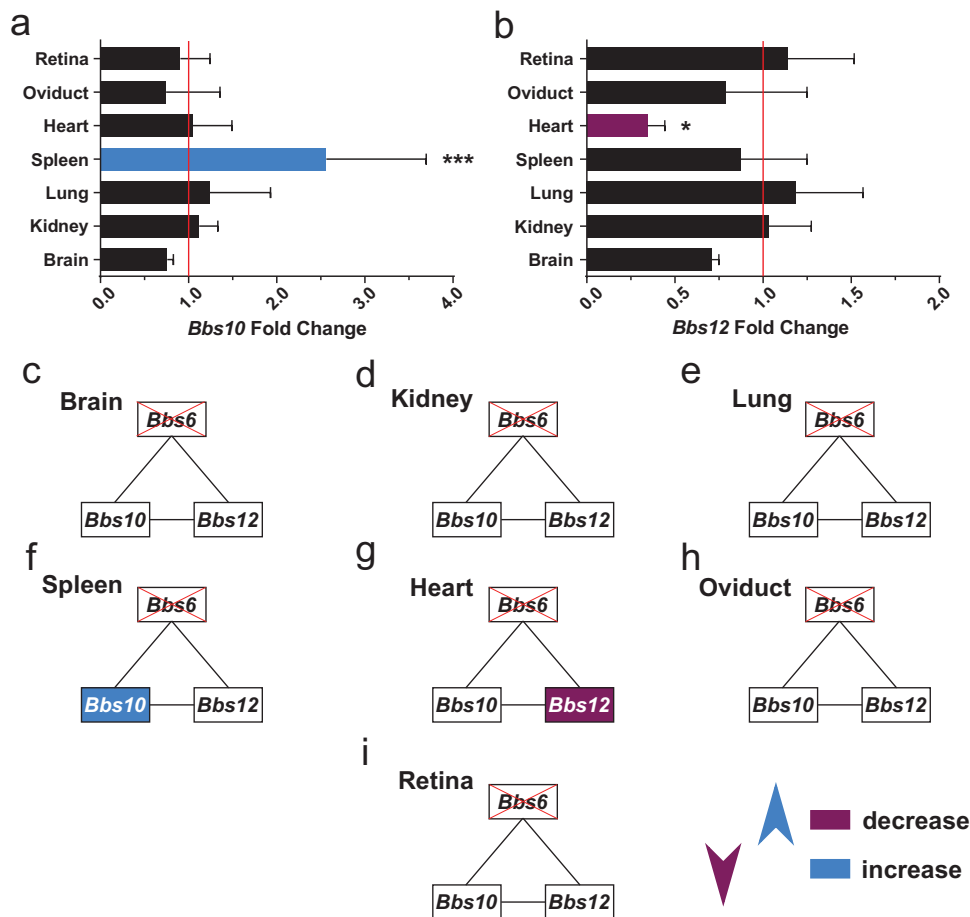 a
Retina
Oviduct
Heart
Spleen
***
Lung
Kidney
Brain
0.0 1.0 2.0 3.0 4.0
Bbs10 Fold Change
b
Retina
Oviduct
Heart
*
Spleen
Lung
Kidney
Brain
0.0 0.5 1.0 1.5 2.0
Bbs12 Fold Change
c
Brain
Bbs6
Bbs10 Bbs12
d
Kidney
Bbs6
Bbs10 Bbs12
e
Lung
Bbs6
Bbs10 Bbs12
f
Spleen
Bbs6
Bbs10 Bbs12
g
Heart
Bbs6
Bbs10 Bbs12
h
Oviduct
Bbs6
Bbs10 Bbs12
i
Retina
Bbs6
Bbs10 Bbs12
decrease
increase